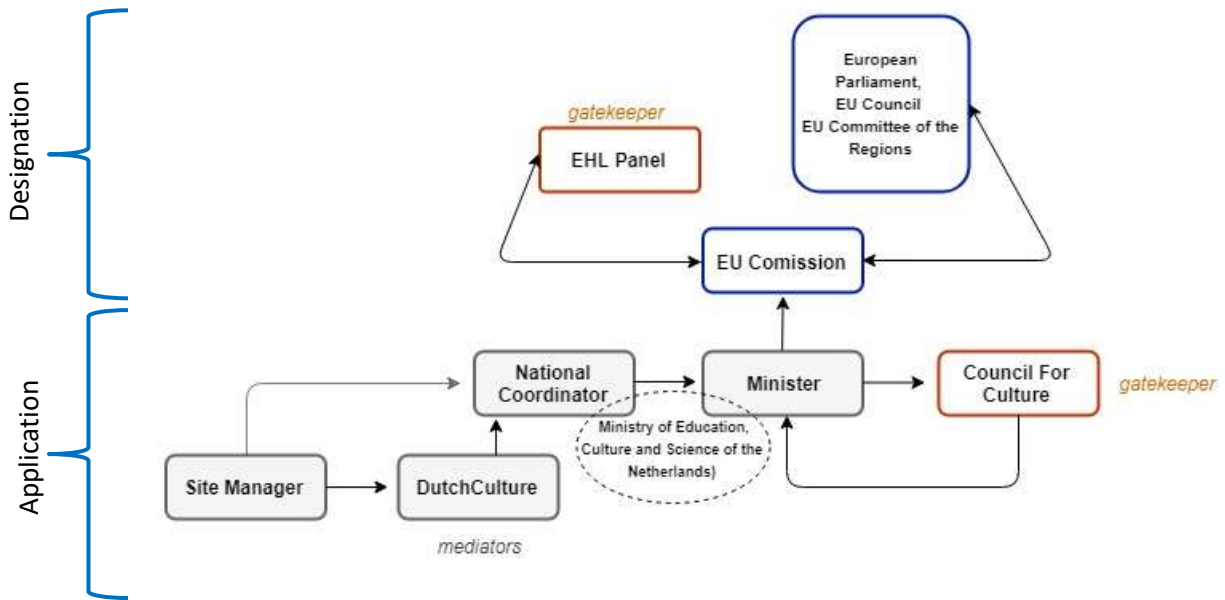 Designation
European
Parliament,
EU Council
EU Committee of the
Regions
gatekeeper
EHL Panel
EU Comission
Application
National
Coordinator
Minister
Council For
Culture
gatekeeper
Ministry of Education,
Culture and Science of the
Netherlands)
Site Manager
DutchCulture
mediators